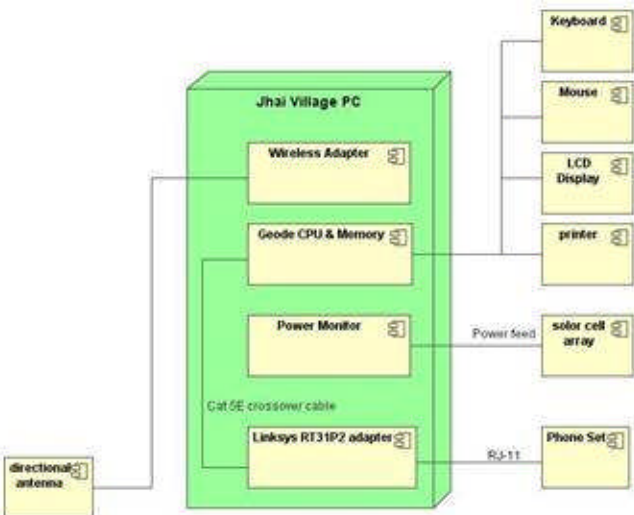 Keyboard
Jhai Village PC
Mouse
Wireless Adapter
LCD
Display
Geode CPU & Memory
printer
Power Monitor
Power feed
solor cell
array
Cat 5E crossover cable
Linksys RT31P2 adapter
RJ-11
Phone Set
directional
antenna